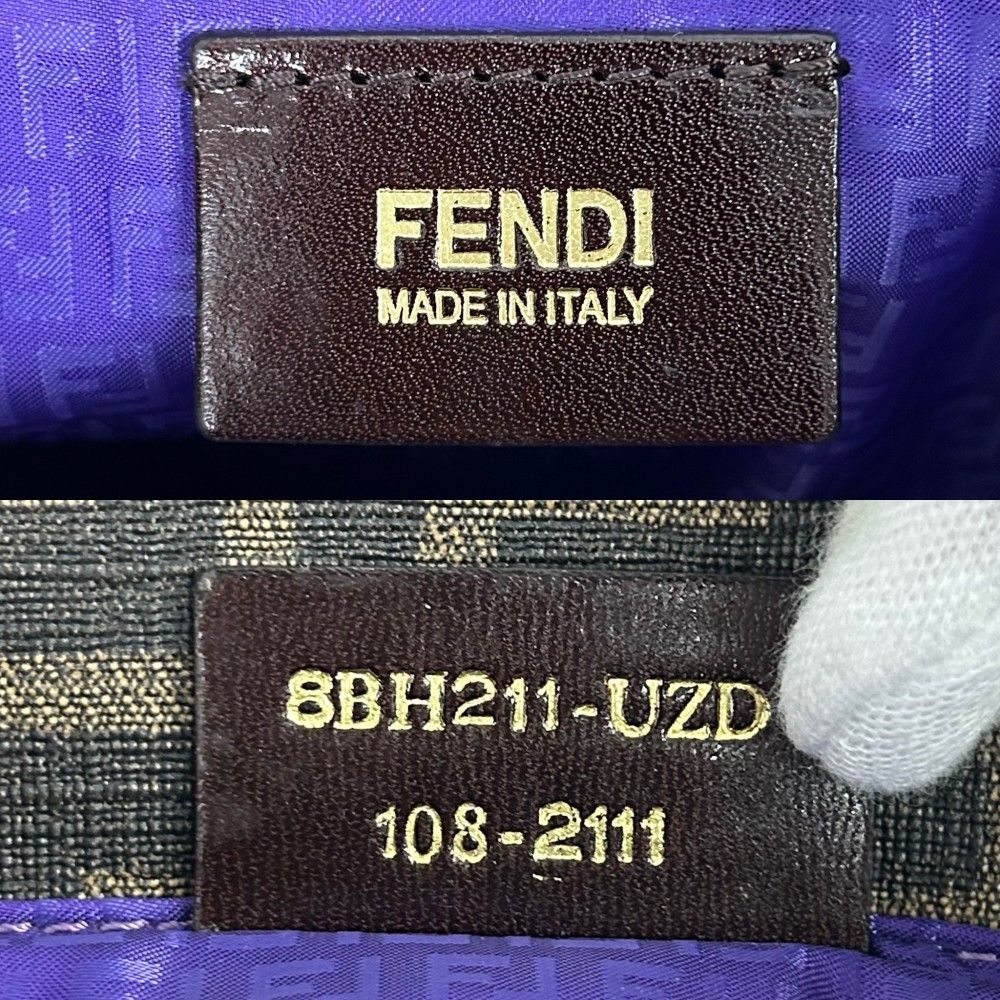 FENDI
MADE IN ITALY
8BH211-UZD
108-2111